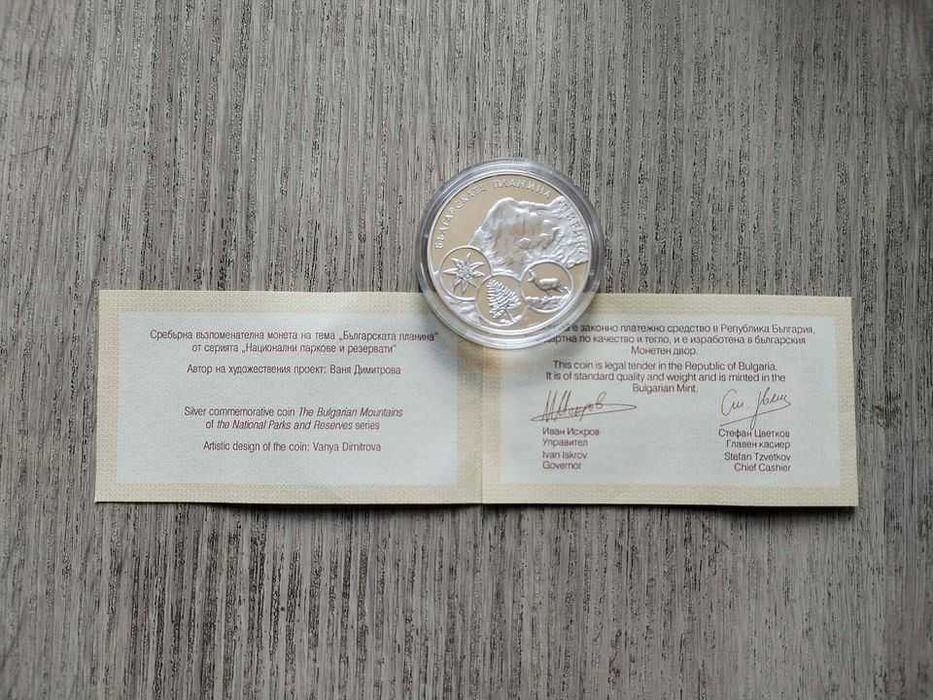 БЪЛГАРСКАТА ПЛАНИНА
Сребърна възпоменателна монета на тема „Българската планина“
от серията „Национални паркове и резервати“
Автор на художествения проект: Ваня Димитрова
Silver commemorative coin The Bulgarian Mountains
of the National Parks and Reserves series
Artistic design of the coin: Vanya Dimitrova
е законно платежно средство в Република България,
по качество и тегло, и е изработена в българския
Монетен двор.
This coin is legal tender in the Republic of Bulgaria.
It is of standard quality and weight and is minted in the
Bulgarian Mint.
Иван Искров
Управител
Ivan Iskrov
Governor
Стефан Цветков
Главен касиер
Stefan Tzvetkov
Chief Cashier